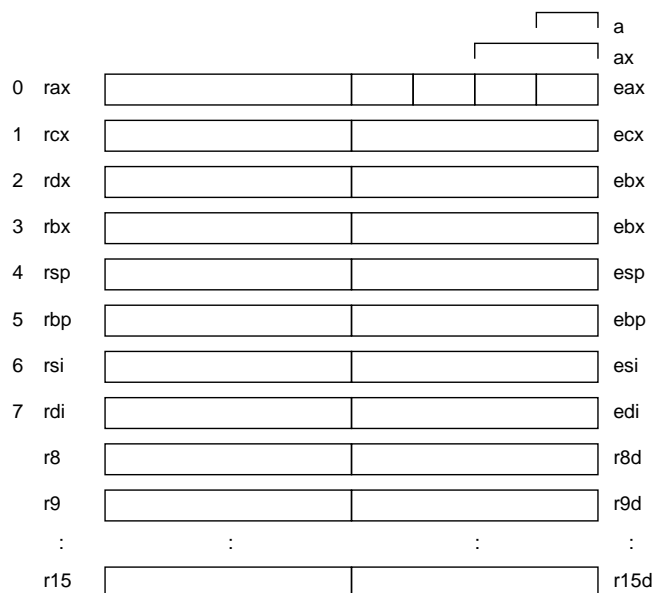 a
ax
0 rax eax
1 rcx ecx
2 rdx ebx
3 rbx ebx
4 rsp esp
5 rbp ebp
6 rsi esi
7 rdi edi
r8 r8d
r9 r9d
: : : :
r15 r15d